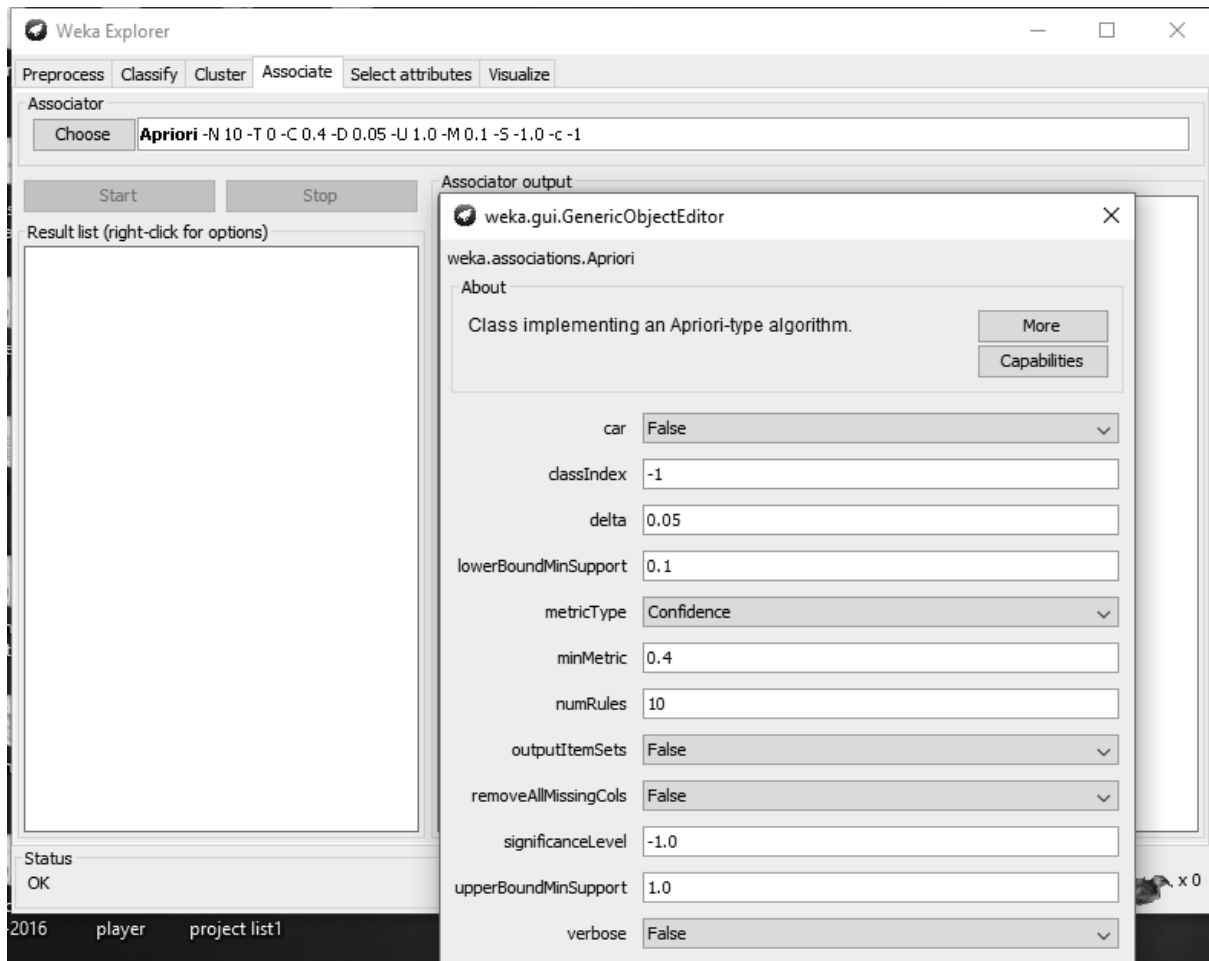 Weka Explorer
Preprocess Classify Cluster Associate Select attributes Visualize
Associator
Choose Apriori -N 10 -T 0 -C 0.4 -D 0.05 -U 1.0 -M 0.1 -S -1.0 -c -1
Start Stop
Result list (right-click for options)
Associator output
weka.gui.GenericObjectEditor
weka.associations.Apriori
About
Class implementing an Apriori-type algorithm.
More
Capabilities
car False
classIndex -1
delta 0.05
lowerBoundMinSupport 0.1
metricType Confidence
minMetric 0.4
numRules 10
outputItemSets False
removeAllMissingCols False
significanceLevel -1.0
upperBoundMinSupport 1.0
verbose False
Status
OK
x 0
-2016 player project list1